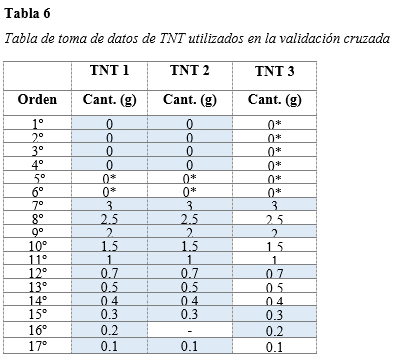 Tabla 6
Tabla de toma de datos de TNT utilizados en la validación cruzada
TNT 1 TNT 2 TNT 3
Orden Cant. (g) Cant. (g) Cant. (g)
1° 0 0 0*
2° 0 0 0*
3° 0 0 0*
4° 0 0 0*
5° 0* 0* 0*
6° 0* 0* 0*
7° 3 3 3
8° 2.5 2.5 2.5
9° 2 2 2
10° 1.5 1.5 1.5
11° 1 1 1
12° 0.7 0.7 0.7
13° 0.5 0.5 0.5
14° 0.4 0.4 0.4
15° 0.3 0.3 0.3
16° 0.2 - 0.2
17° 0.1 0.1 0.1